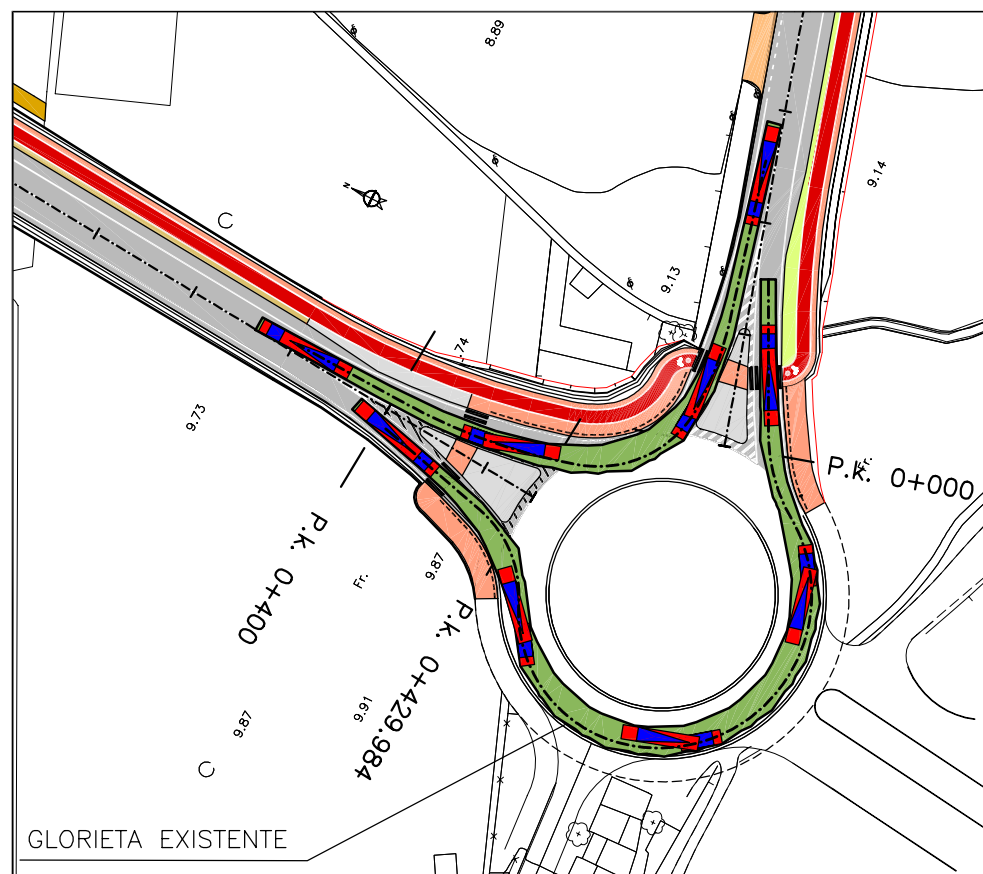 8.89
9.14
N
9.13
.74
9.73
Fr.
P.K. 0+000
P.k. 0+400
9.87
Fr.
P.k. 0+429.984
9.91
9.87
GLORIETA EXISTENTE